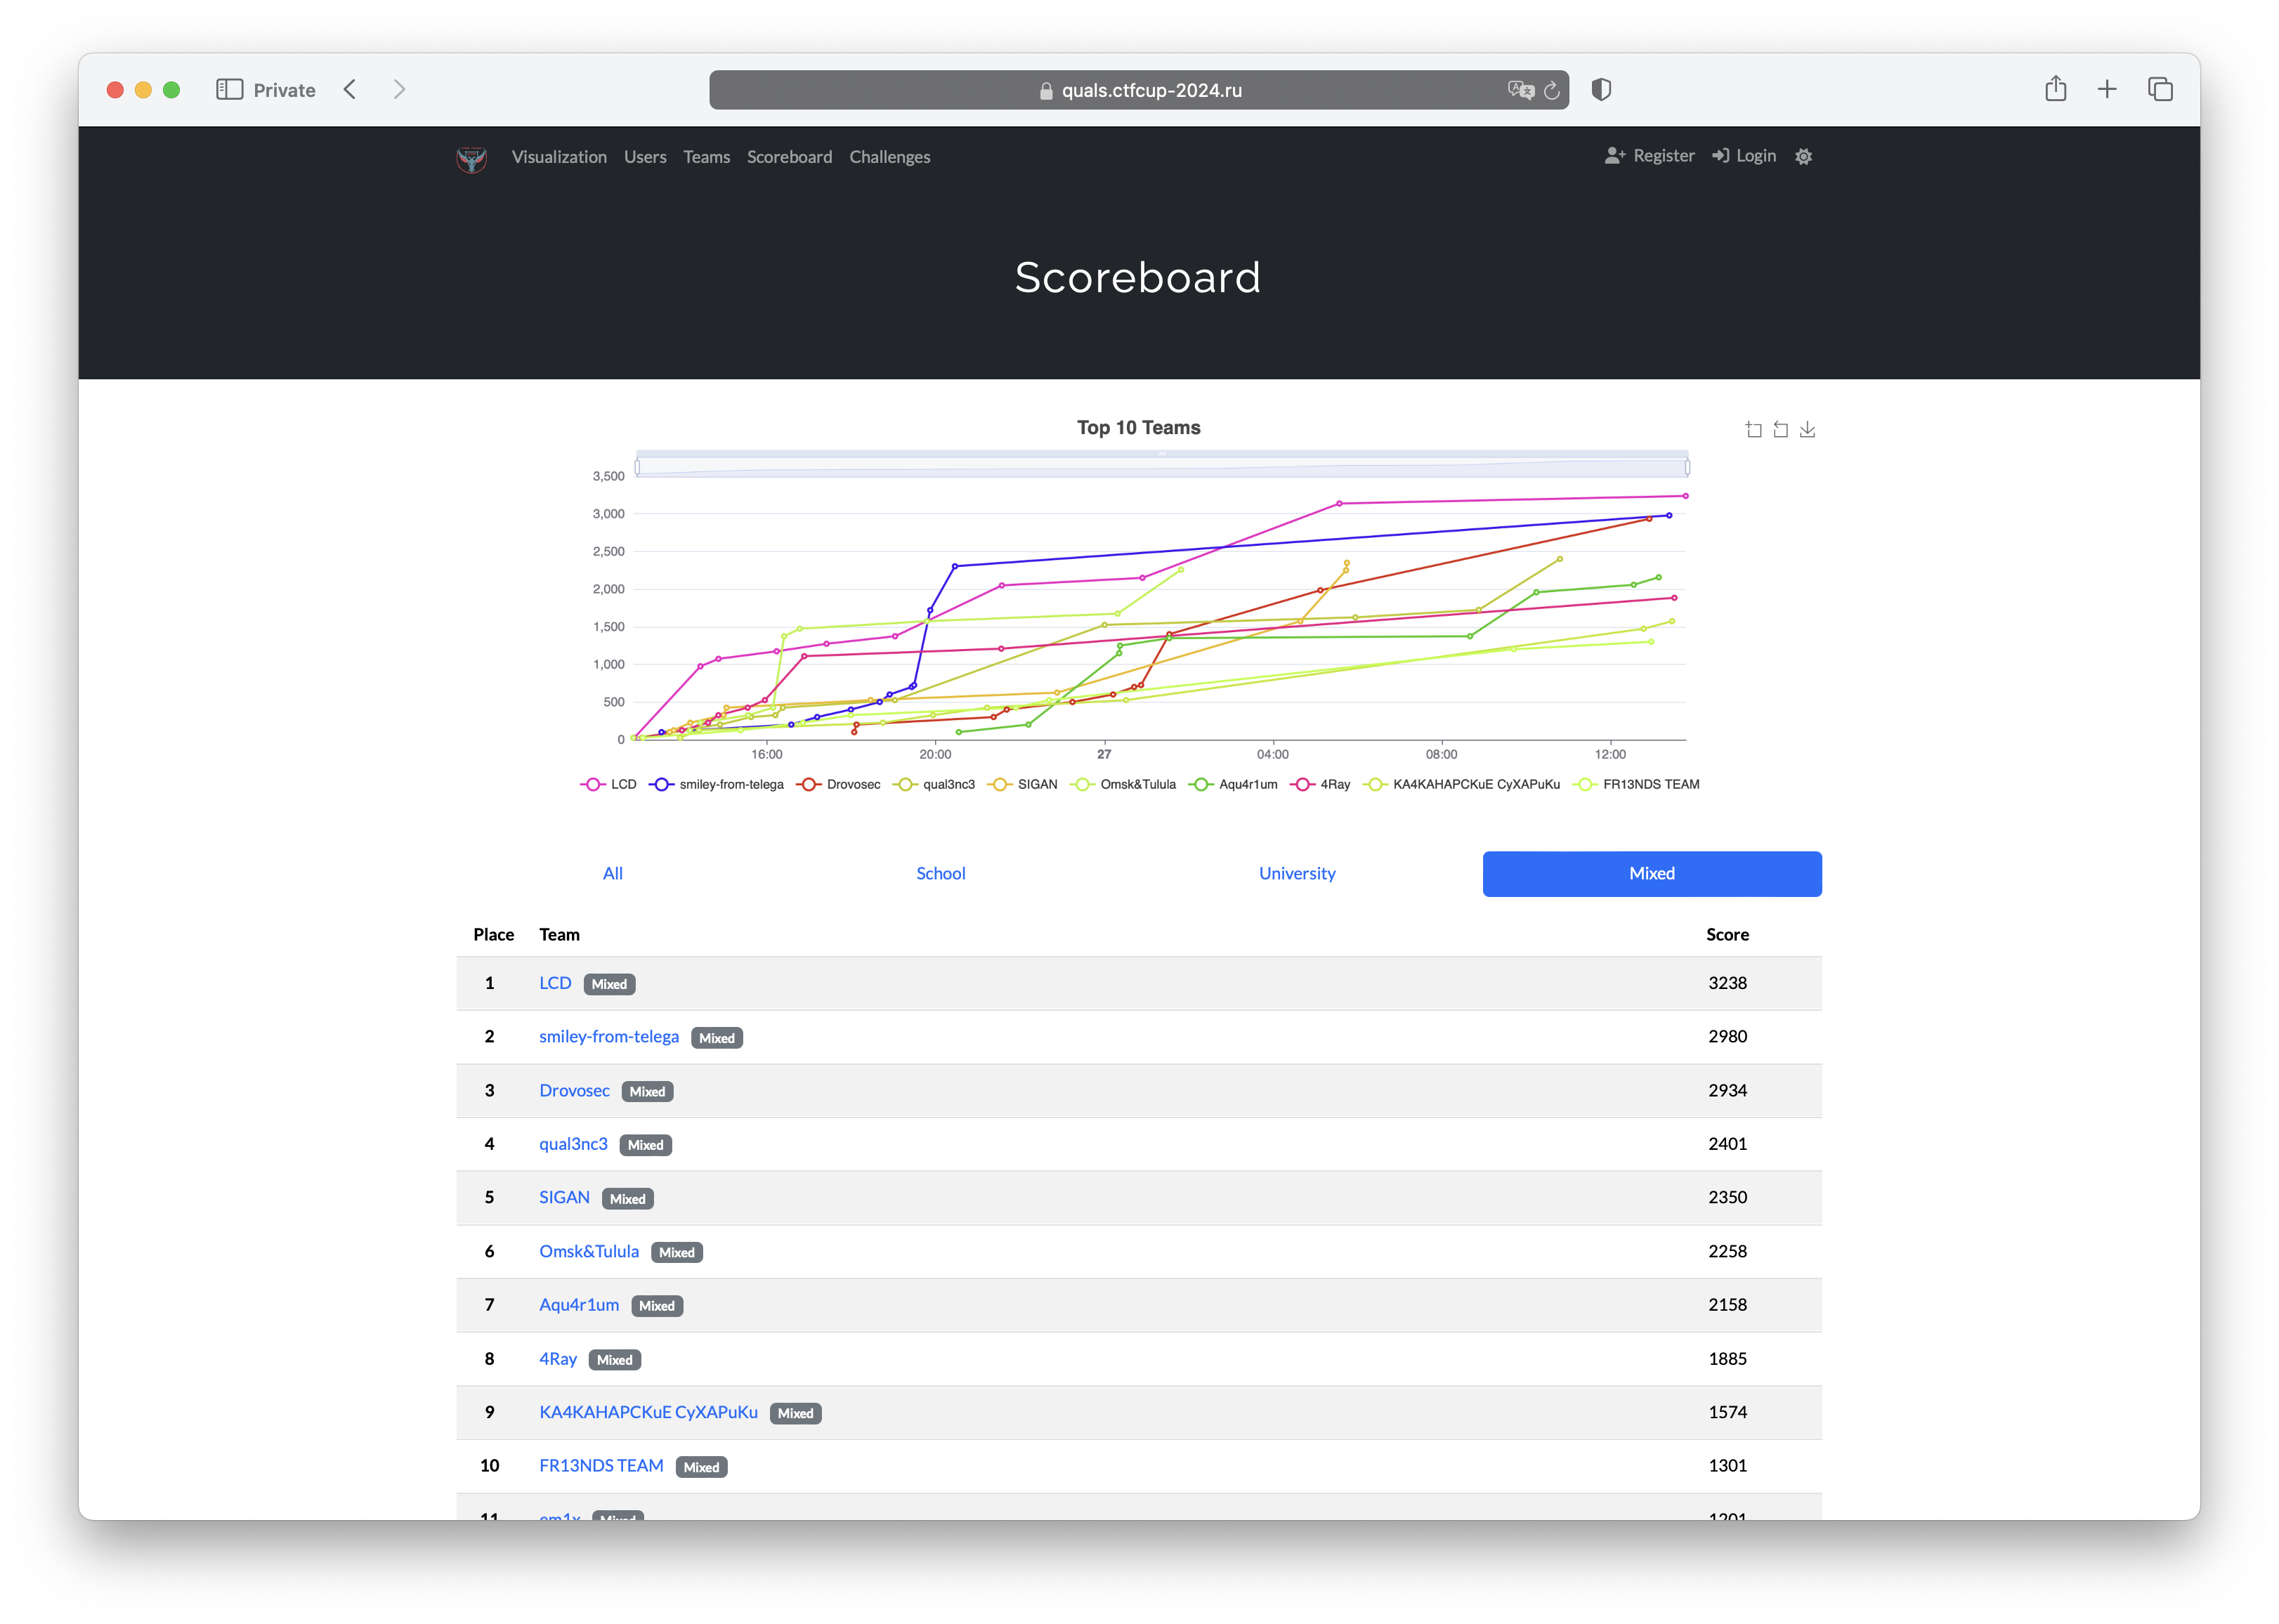 Private
quals.ctfcup-2024.ru
Visualization Users Teams Scoreboard Challenges Register Login
Scoreboard
Top 10 Teams
3,500
3,000
2,500
2,000
1,500
1,000
500
0
16:00 20:00 27 04:00 08:00 12:00
LCD smiley-from-telega Drovosec qual3nc3 SIGAN Omsk&Tulula Aqu4r1um 4Ray KA4KAHAPCKuE CyXAPuKu FR13NDS TEAM
All School University Mixed
Place Team Score
1 LCD Mixed 3238
2 smiley-from-telega Mixed 2980
3 Drovosec Mixed 2934
4 qual3nc3 Mixed 2401
5 SIGAN Mixed 2350
6 Omsk&Tulula Mixed 2258
7 Aqu4r1um Mixed 2158
8 4Ray Mixed 1885
9 KA4KAHAPCKuE CyXAPuKu Mixed 1574
10 FR13NDS TEAM Mixed 1301
11 Mixed 1201